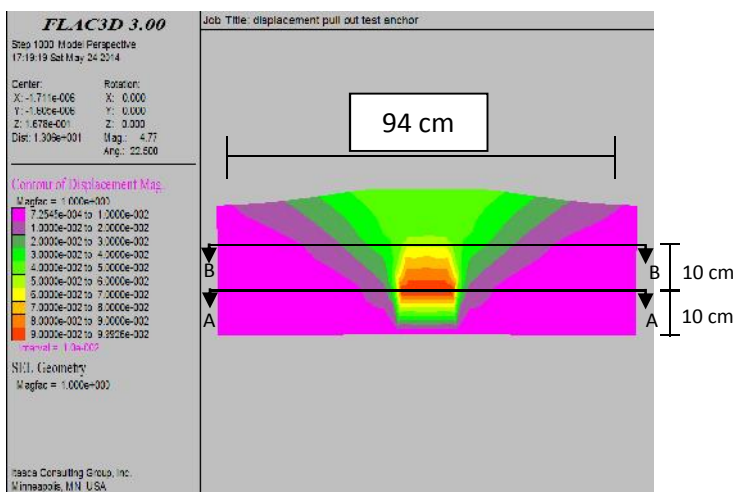 FLAC3D 3.00
Step 1000 Model Perspective
17:19:19 Sat May 24 2014
Center:
X: -1.711e-006
Y: -1.605e-006
Z: 1.678e-001
Dist: 1.306e+001
Rotation:
X: 0.000
Y: 0.000
Z: 0.000
Mag.: 4.77
Ang.: 22.500
Contour of Displacement Mag.
Magfac = 1.000e+000
7.2545e-004 to 1.0000e-002
1.0000e-002 to 2.0000e-002
2.0000e-002 to 3.0000e-002
3.0000e-002 to 4.0000e-002
4.0000e-002 to 5.0000e-002
5.0000e-002 to 6.0000e-002
6.0000e-002 to 7.0000e-002
7.0000e-002 to 8.0000e-002
8.0000e-002 to 9.0000e-002
9.0000e-002 to 9.9926e-002
Interval = 1.0e-002
SEL Geometry
Magfac = 1.000e+000
Itasca Consulting Group, Inc.
Minneapolis, MN USA
Job Title: displacement pull out test anchor
94 cm
B
B
10 cm
A
A
10 cm